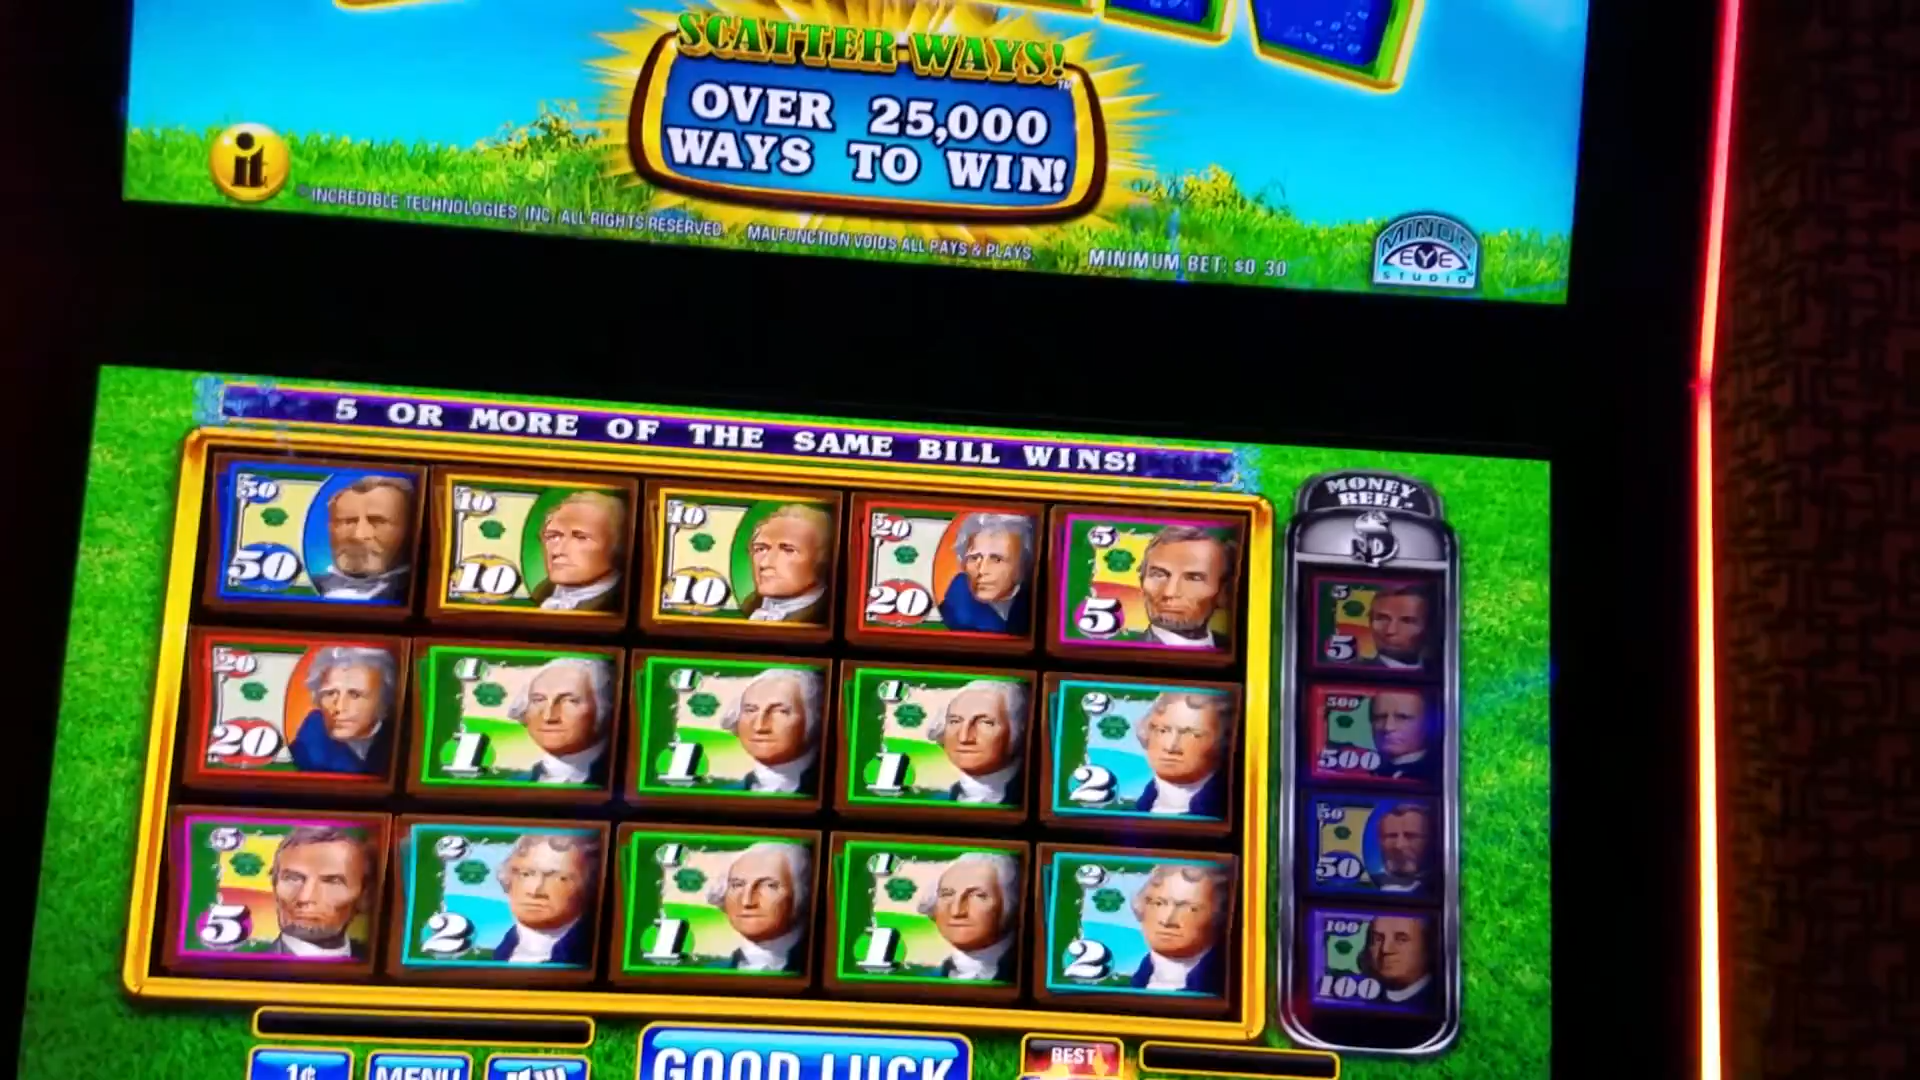 SCATTER WAYS!™
OVER 25,000
WAYS TO WIN!
it
© INCREDIBLE TECHNOLOGIES, INC. ALL RIGHTS RESERVED. MALFUNCTION VOIDS ALL PAYS & PLAYS. MINIMUM BET: $0.30
MINDS
EYE
STUDIO
5 OR MORE OF THE SAME BILL WINS!
MONEY
REEL
$
50 10 10 20 5
50 10 10 20 5
20 1 1 1 2
20 1 1 1 2
5 2 1 1 2
5 2 1 1 2
5
5
500
500
50
50
100
100
1¢ MENU GOOD LUCK BEST